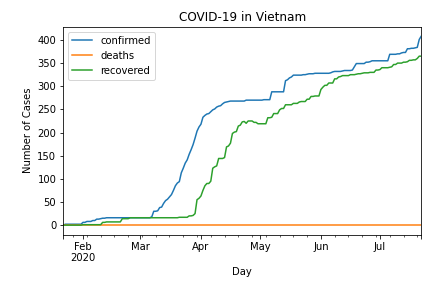 COVID-19 in Vietnam
confirmed
deaths
recovered
Number of Cases
400
350
300
250
200
150
100
50
0
Feb Mar Apr May Jun Jul
2020
Day